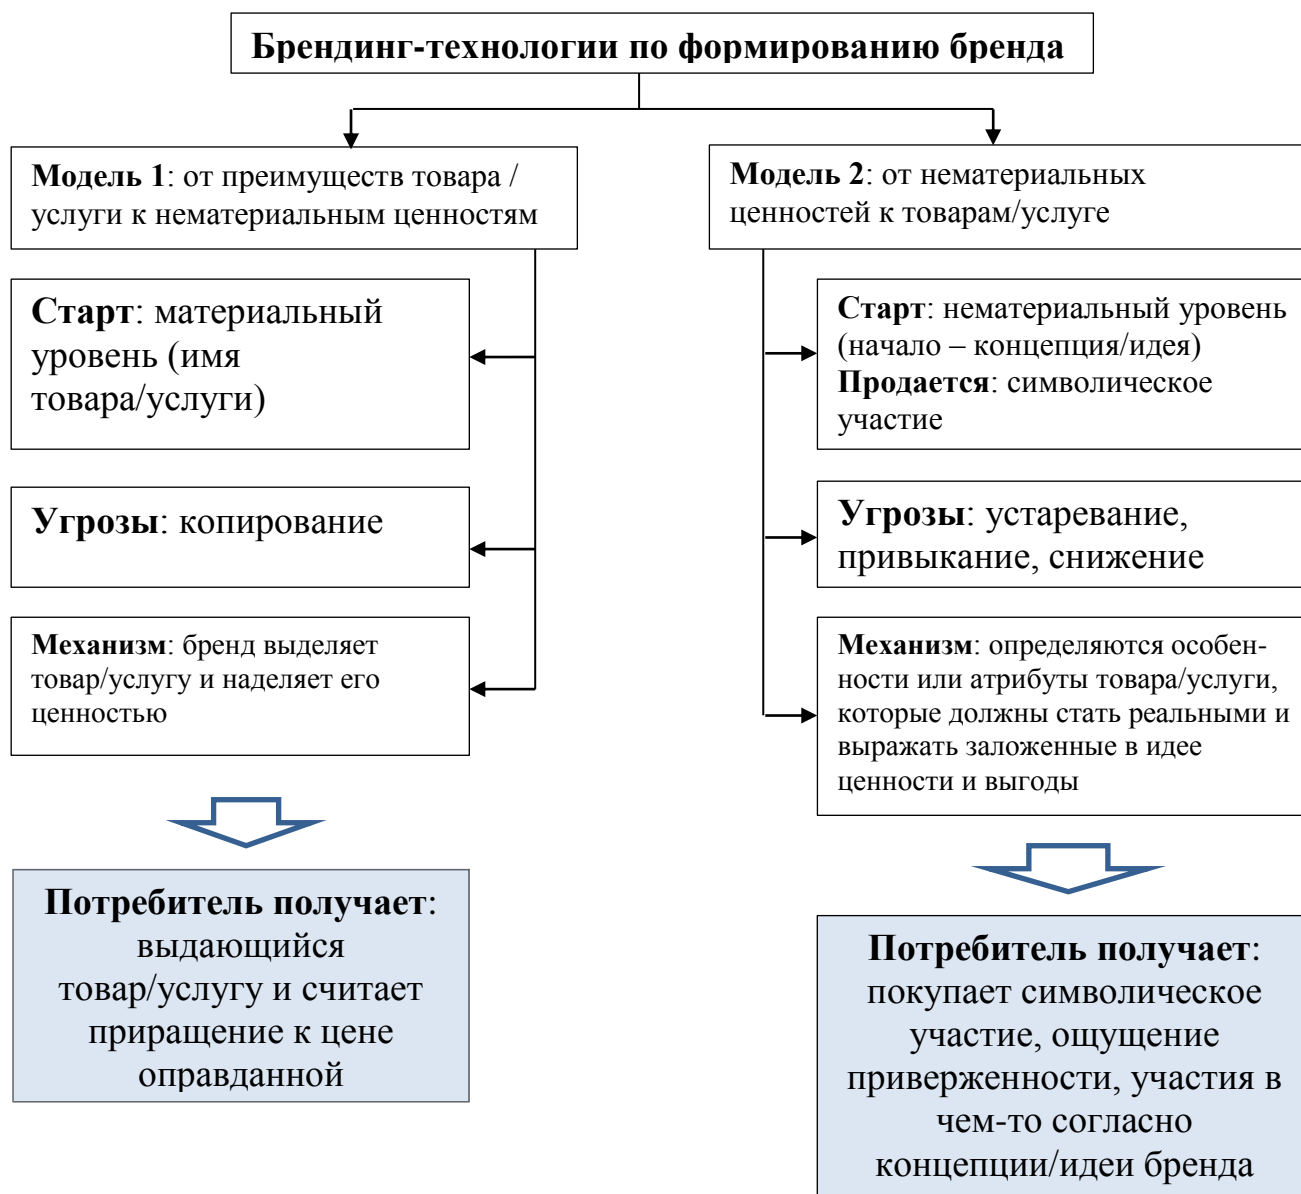 Брендинг-технологии по формированию бренда
Модель 1: от преимуществ товара /
услуги к нематериальным ценностям
Старт: материальный
уровень (имя
товара/услуги)
Угрозы: копирование
Механизм: бренд выделяет
товар/услугу и наделяет его
ценностью
Потребитель получает:
выдающийся
товар/услугу и считает
приращение к цене
оправданной
Модель 2: от нематериальных
ценностей к товарам/услуге
Старт: нематериальный уровень
(начало – концепция/идея)
Продается: символическое
участие
Угрозы: устаревание,
привыкание, снижение
Механизм: определяются особен-
ности или атрибуты товара/услуги,
которые должны стать реальными и
выражать заложенные в идее
ценности и выгоды
Потребитель получает:
покупает символическое
участие, ощущение
приверженности, участия в
чем-то согласно
концепции/идеи бренда